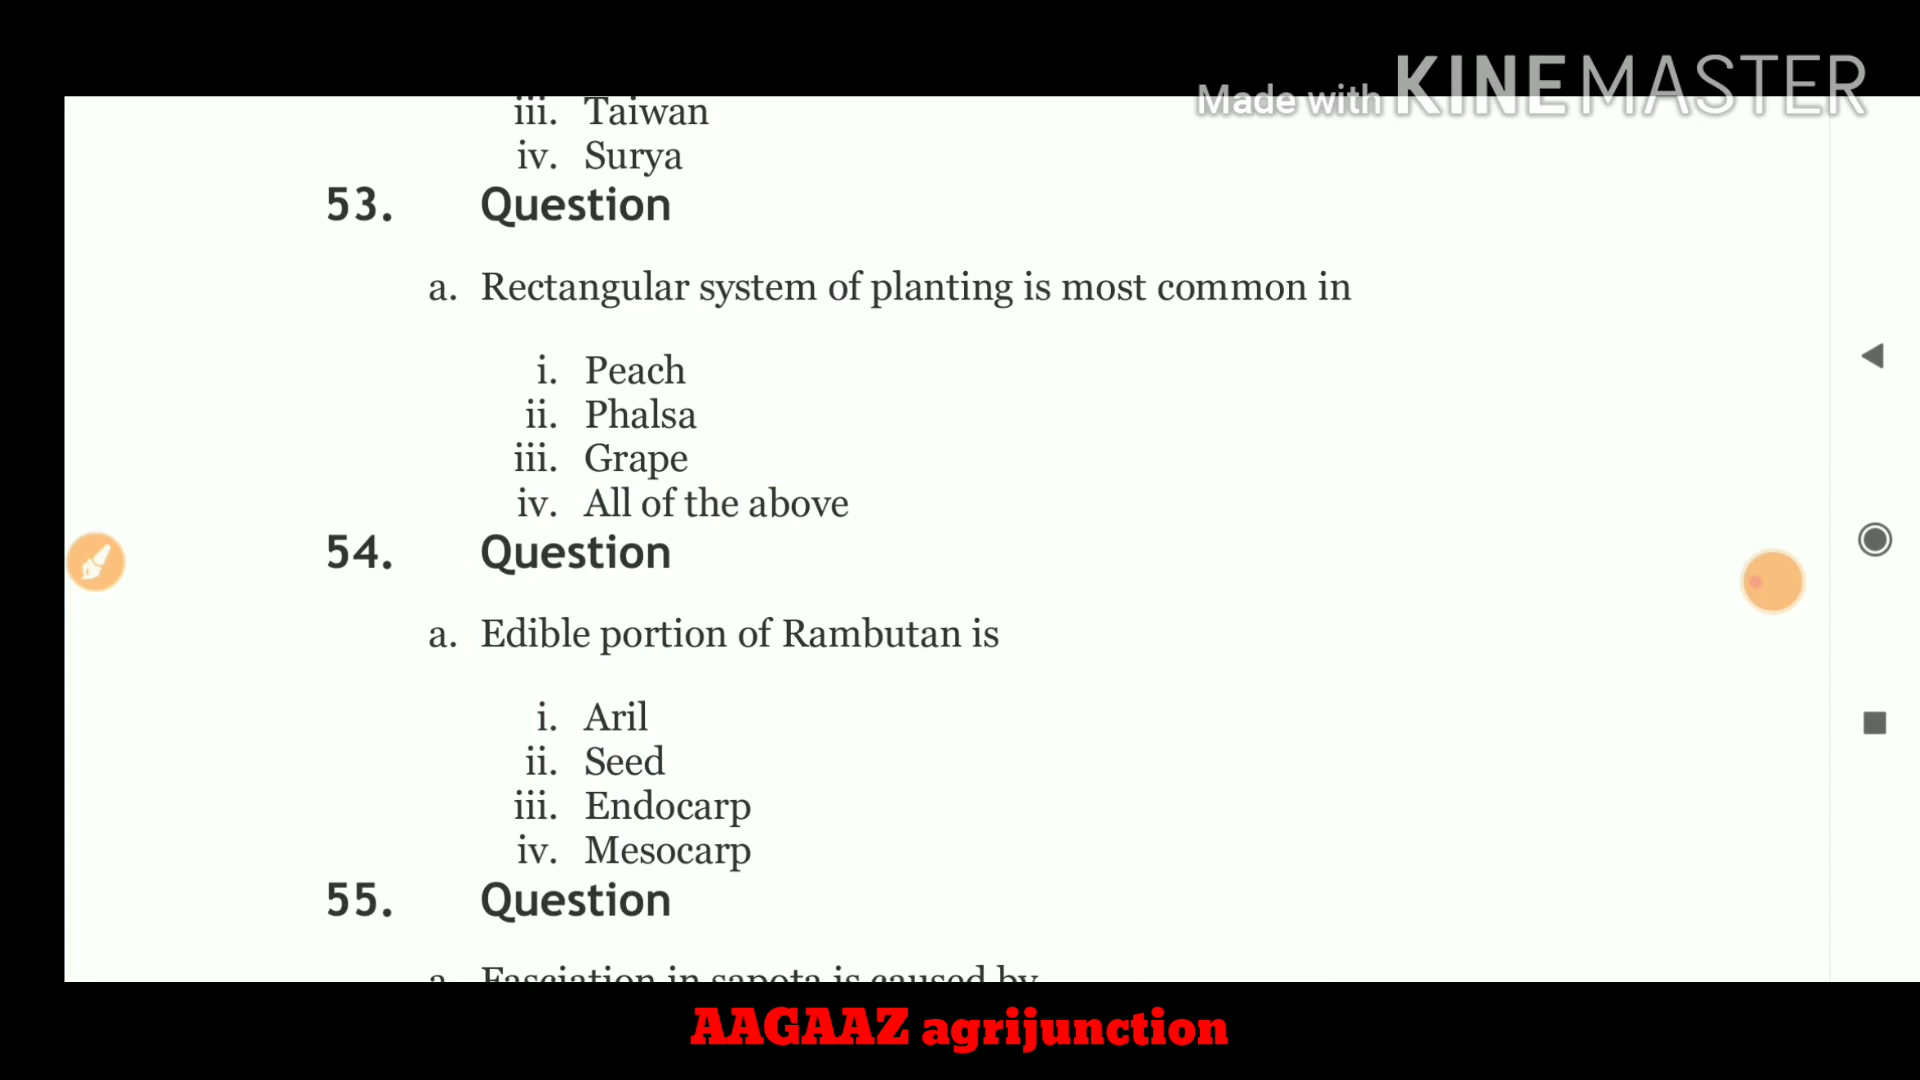 Made with KINEMASTER
iii. Taiwan
iv. Surya
53. Question
a. Rectangular system of planting is most common in
i. Peach
ii. Phalsa
iii. Grape
iv. All of the above
54. Question
a. Edible portion of Rambutan is
i. Aril
ii. Seed
iii. Endocarp
iv. Mesocarp
55. Question
a. Fasciation in sapota is caused by
AAGAAZ agrijunction